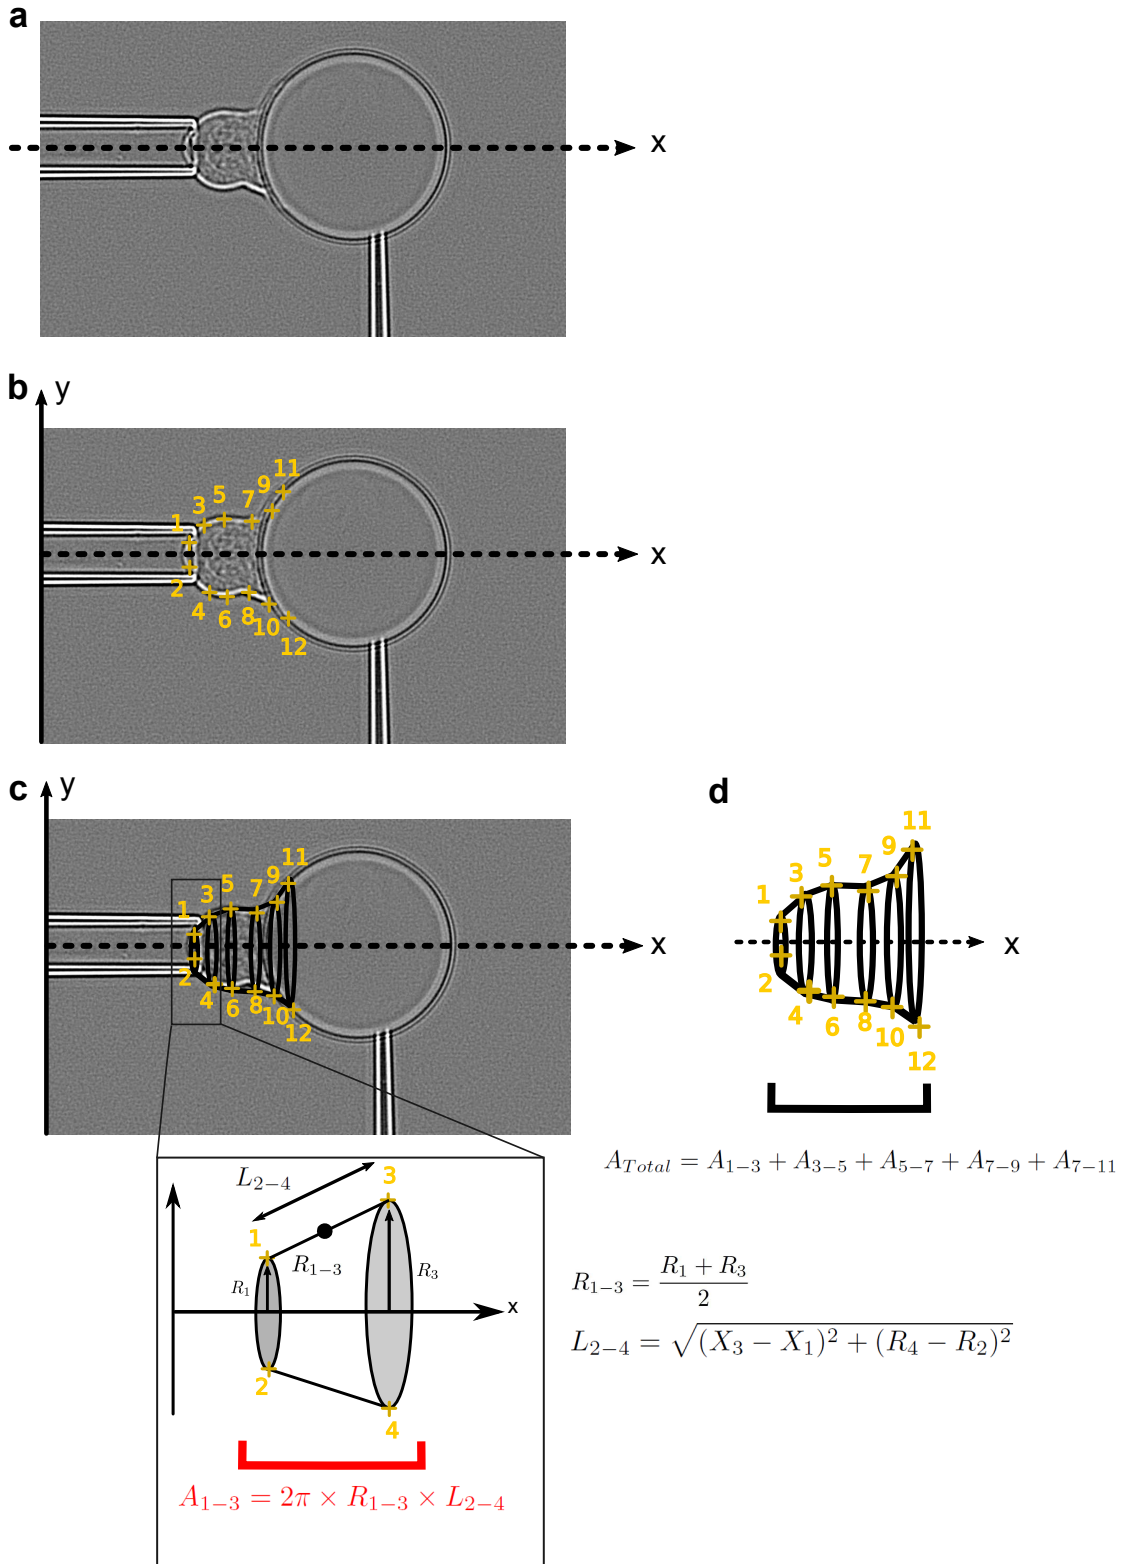 a
x
b
y
11
9
5
7
3
1
x
2
4
6
8
10
12
c
y
11
9
5
7
3
1
x
2
4
6
8
10
12
d
11
9
7
5
3
1
x
2
4
6
8
10
12
A_{Total} = A_{1-3} + A_{3-5} + A_{5-7} + A_{7-9} + A_{7-11}
L_{2-4}
3
1
R_{1-3}
R_1
R_3
x
2
4
A_{1-3} = 2π × R_{1-3} × L_{2-4}
R_{1-3} = \frac{R_1 + R_3}{2}
L_{2-4} = \sqrt{(X_3 - X_1)^2 + (R_4 - R_2)^2}